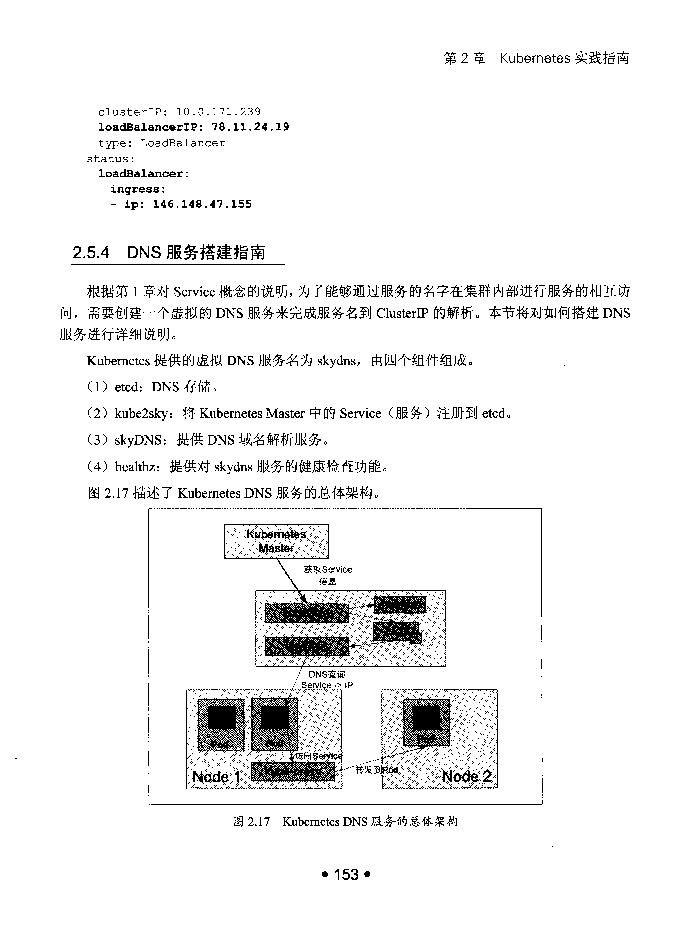 第 2 章 Kubernetes 实践指南
clusterIP: 10.0.171.239
loadBalancerIP: 78.11.24.19
type: LoadBalancer
status:
loadBalancer:
ingress:
- ip: 146.148.47.155
2.5.4 DNS 服务搭建指南
根据第 1 章对 Service 概念的说明，为了能够通过服务的名字在集群内部进行服务的相互访
问，需要创建一个虚拟的 DNS 服务来完成服务名到 ClusterIP 的解析。本节将对如何搭建 DNS
服务进行详细说明。
Kubernetes 提供的虚拟 DNS 服务名为 skydns，由四个组件组成。
（1）etcd：DNS 存储。
（2）kube2sky：将 Kubernetes Master 中的 Service（服务）注册到 etcd。
（3）skyDNS：提供 DNS 域名解析服务。
（4）healthz：提供对 skydns 服务的健康检查功能。
图 2.17 描述了 Kubernetes DNS 服务的总体架构。
Kubernetes
Master
获取Service
信息
DNS查询
Service -> IP
访问Service
转发到Pod
Node 1
Node 2
图 2.17 Kubernetes DNS 服务的总体架构
• 153 •